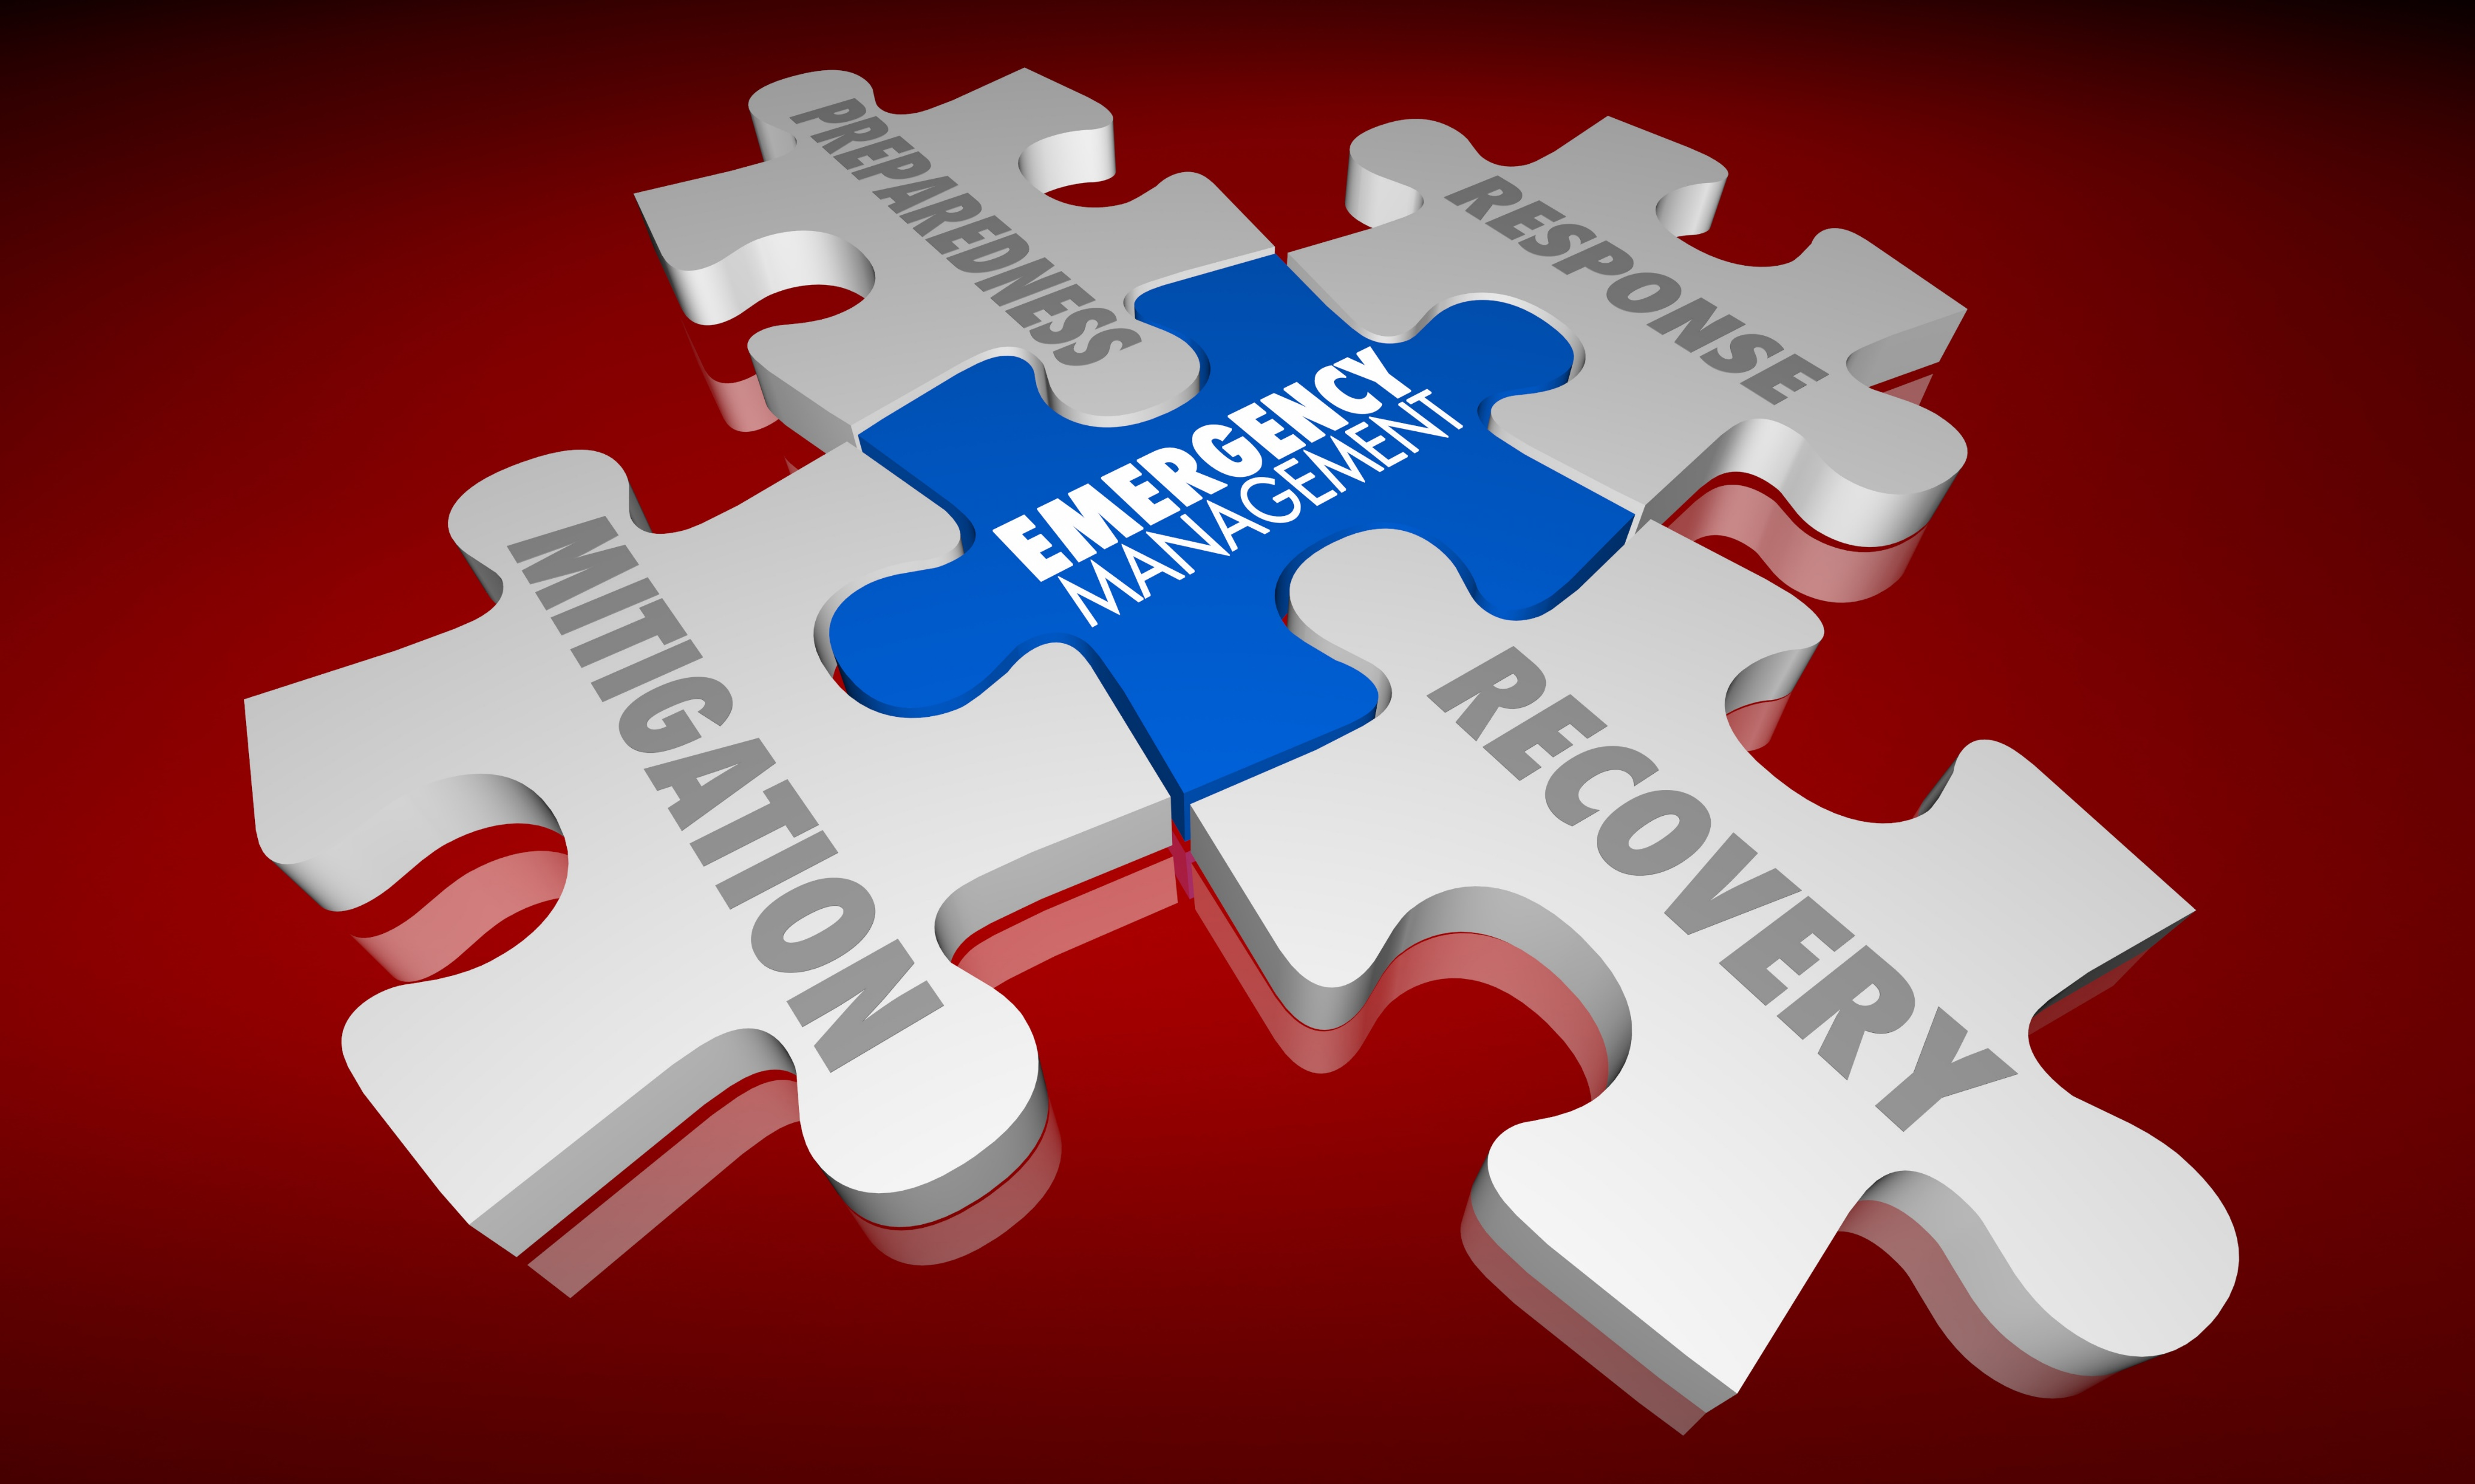 PREPAREDNESS
RESPONSE
EMERGENCY
MANAGEMENT
MITIGATION
RECOVERY